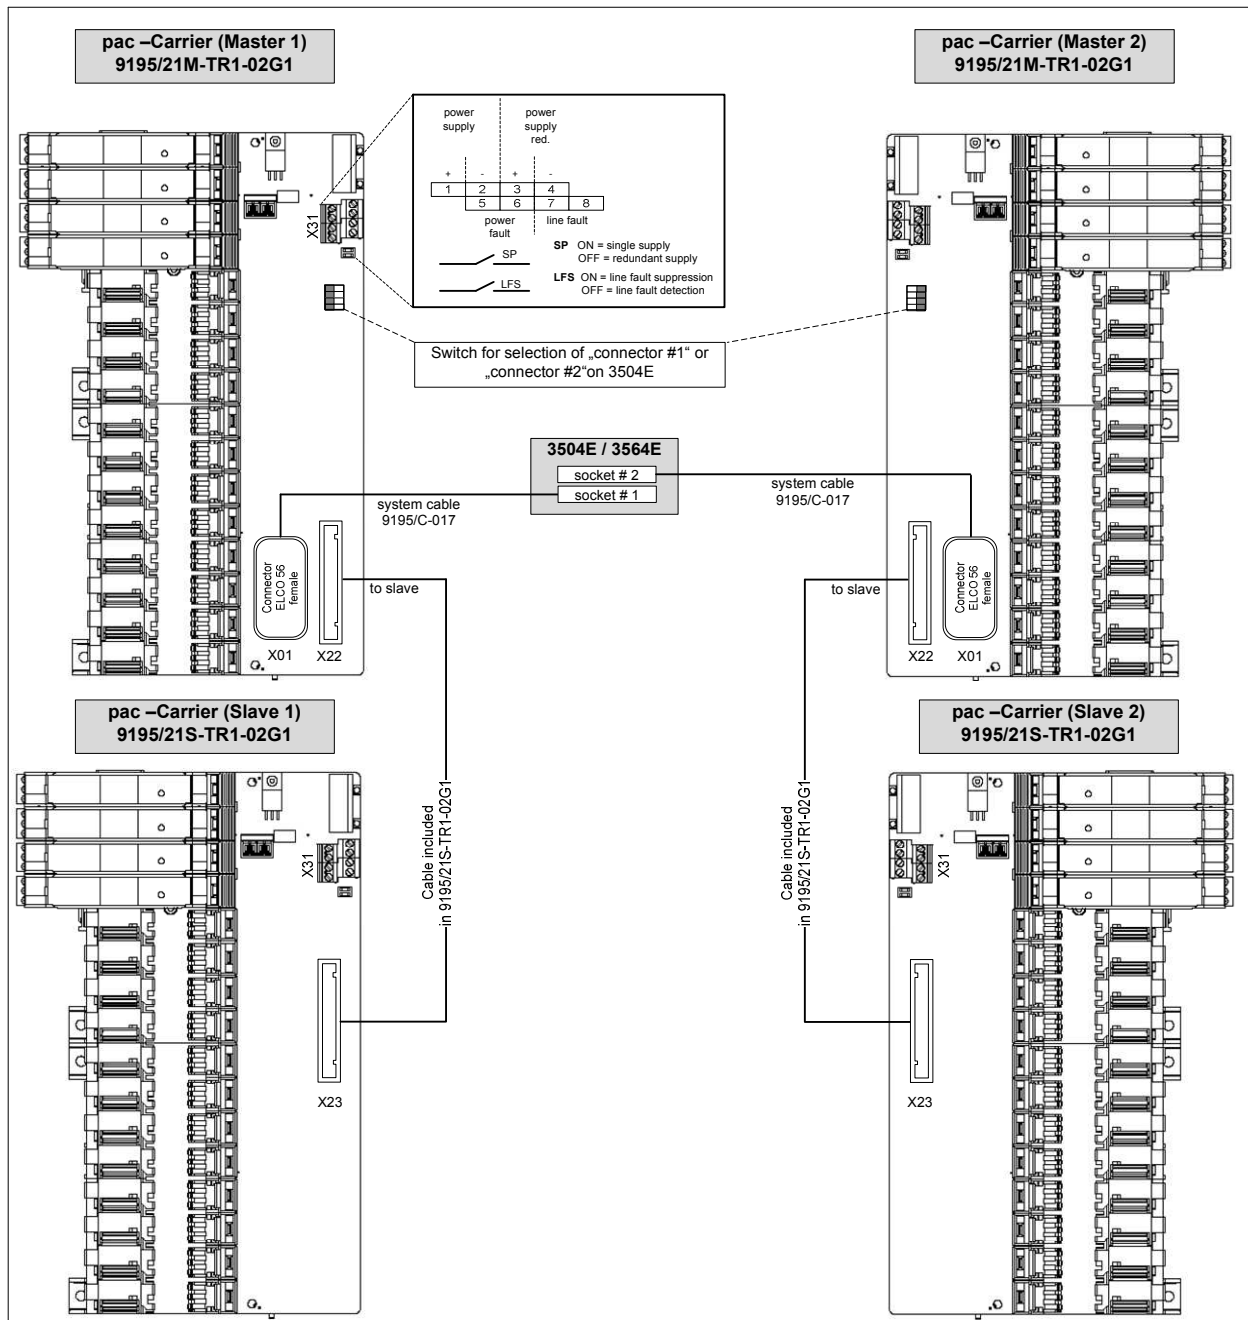 pac –Carrier (Master 1)
9195/21M-TR1-02G1
pac –Carrier (Master 2)
9195/21M-TR1-02G1
power
supply
power
supply
red.
+ - + -
1 2 3 4
5 6 7 8
power
fault
line fault
SP
LFS
SP ON = single supply
OFF = redundant supply
LFS ON = line fault suppression
OFF = line fault detection
X31
Switch for selection of „connector #1“ or
„connector #2“on 3504E
3504E / 3564E
socket # 2
socket # 1
system cable
9195/C-017
system cable
9195/C-017
Connector
ELCO 56
female
to slave
X01
X22
to slave
Connector
ELCO 56
female
X22
X01
pac –Carrier (Slave 1)
9195/21S-TR1-02G1
pac –Carrier (Slave 2)
9195/21S-TR1-02G1
X31
Cable included
in 9195/21S-TR1-02G1
Cable included
in 9195/21S-TR1-02G1
X31
X23
X23